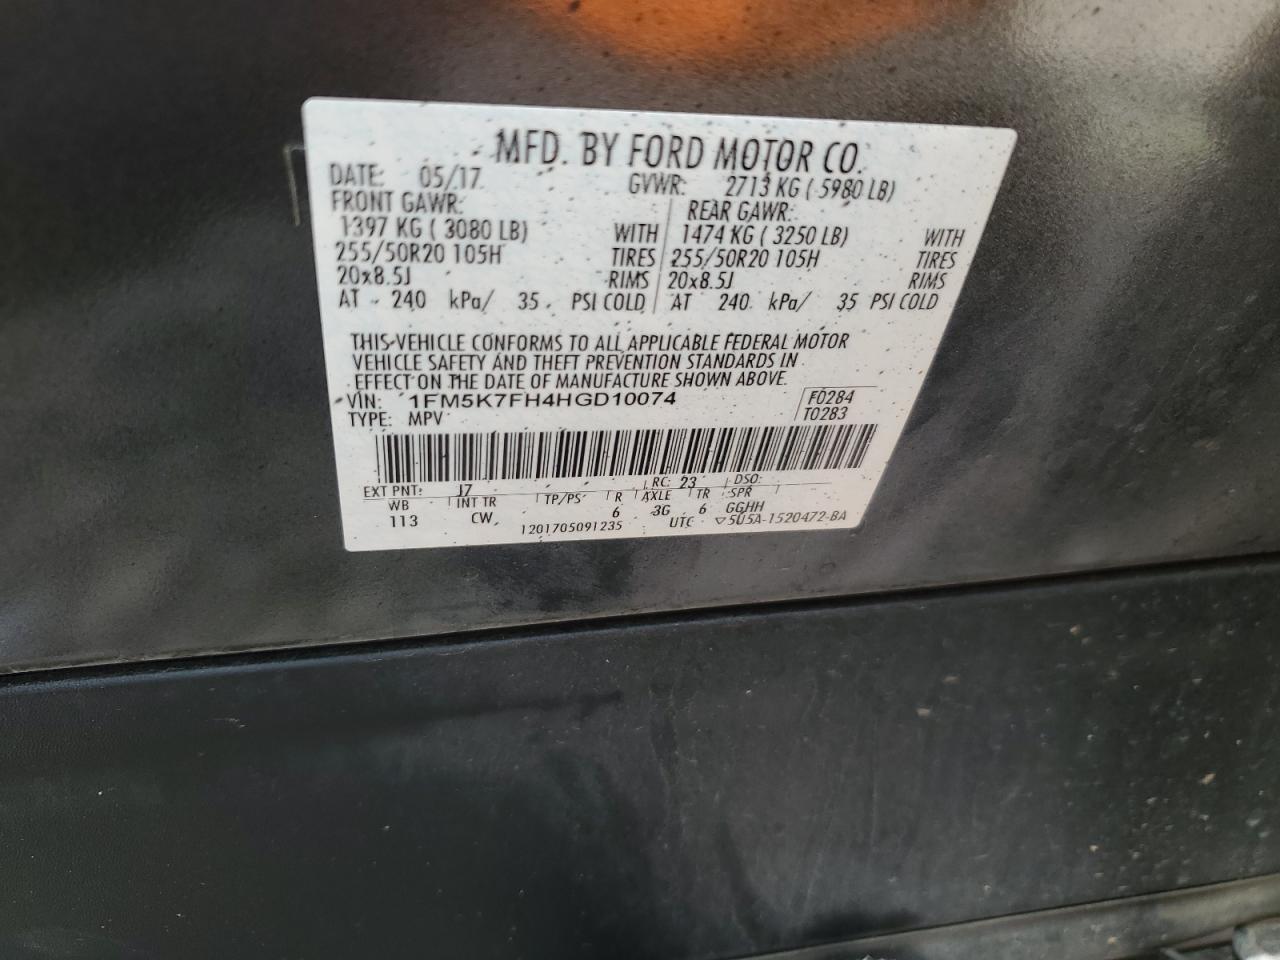 MFD. BY FORD MOTOR CO.
DATE: 05/17 GVWR: 2713 KG ( 5980 LB)
FRONT GAWR: REAR GAWR:
1397 KG ( 3080 LB) WITH 1474 KG ( 3250 LB) WITH
255/50R20 105H TIRES 255/50R20 105H TIRES
20x8.5J RIMS 20x8.5J RIMS
AT 240 kPa/ 35 PSI COLD AT 240 kPa/ 35 PSI COLD
THIS VEHICLE CONFORMS TO ALL APPLICABLE FEDERAL MOTOR
VEHICLE SAFETY AND THEFT PREVENTION STANDARDS IN
EFFECT ON THE DATE OF MANUFACTURE SHOWN ABOVE.
VIN: 1FM5K7FH4HGD10074 F0284
TYPE: MPV T0283
EXT PNT: J7 RC: 23 DSO:
WB INT TR TP/PS R AXLE TR SPR
113 CW 6 3G 6 GGHH
1201705091235 UTC ▽5U5A-1520472-BA